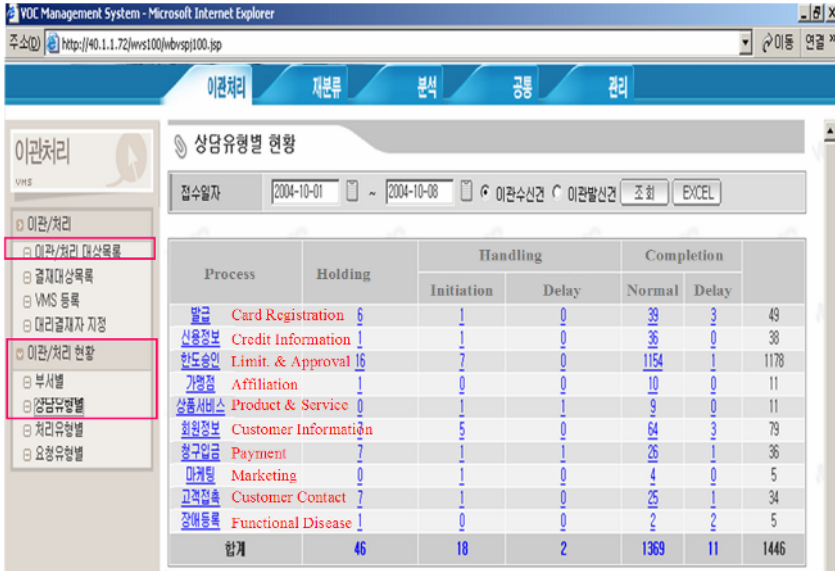 VOC Management System - Microsoft Internet Explorer
주소(D) http://40.1.1.72/wvs100/wbvspj100.jsp 이동 연결 »
이관처리 재분류 분석 공통 관리
이관처리
VMS
이관/처리
이관/처리 대상목록
결재대상목록
VMS 등록
대리결재자 지정
이관/처리 현황
부서별
상담유형별
처리유형별
요청유형별
상담유형별 현황
접수일자 2004-10-01 ~ 2004-10-08 이관수신건 이관발신건 조회 EXCEL
Process Holding Handling Completion
Initiation Delay Normal Delay
발급 Card Registration 6 1 0 39 3 49
신용정보 Credit Information 1 1 0 36 0 38
한도승인 Limit. & Approval 16 7 0 1154 1 1178
가맹점 Affiliation 1 0 0 10 0 11
상품서비스 Product & Service 0 1 1 9 0 11
회원정보 Customer Information 5 0 64 3 79
청구입금 Payment 7 1 1 26 1 36
마케팅 Marketing 0 1 0 4 0 5
고객접촉 Customer Contact 7 1 0 25 1 34
장애등록 Functional Disease 1 0 0 2 2 5
합계 46 18 2 1369 11 1446